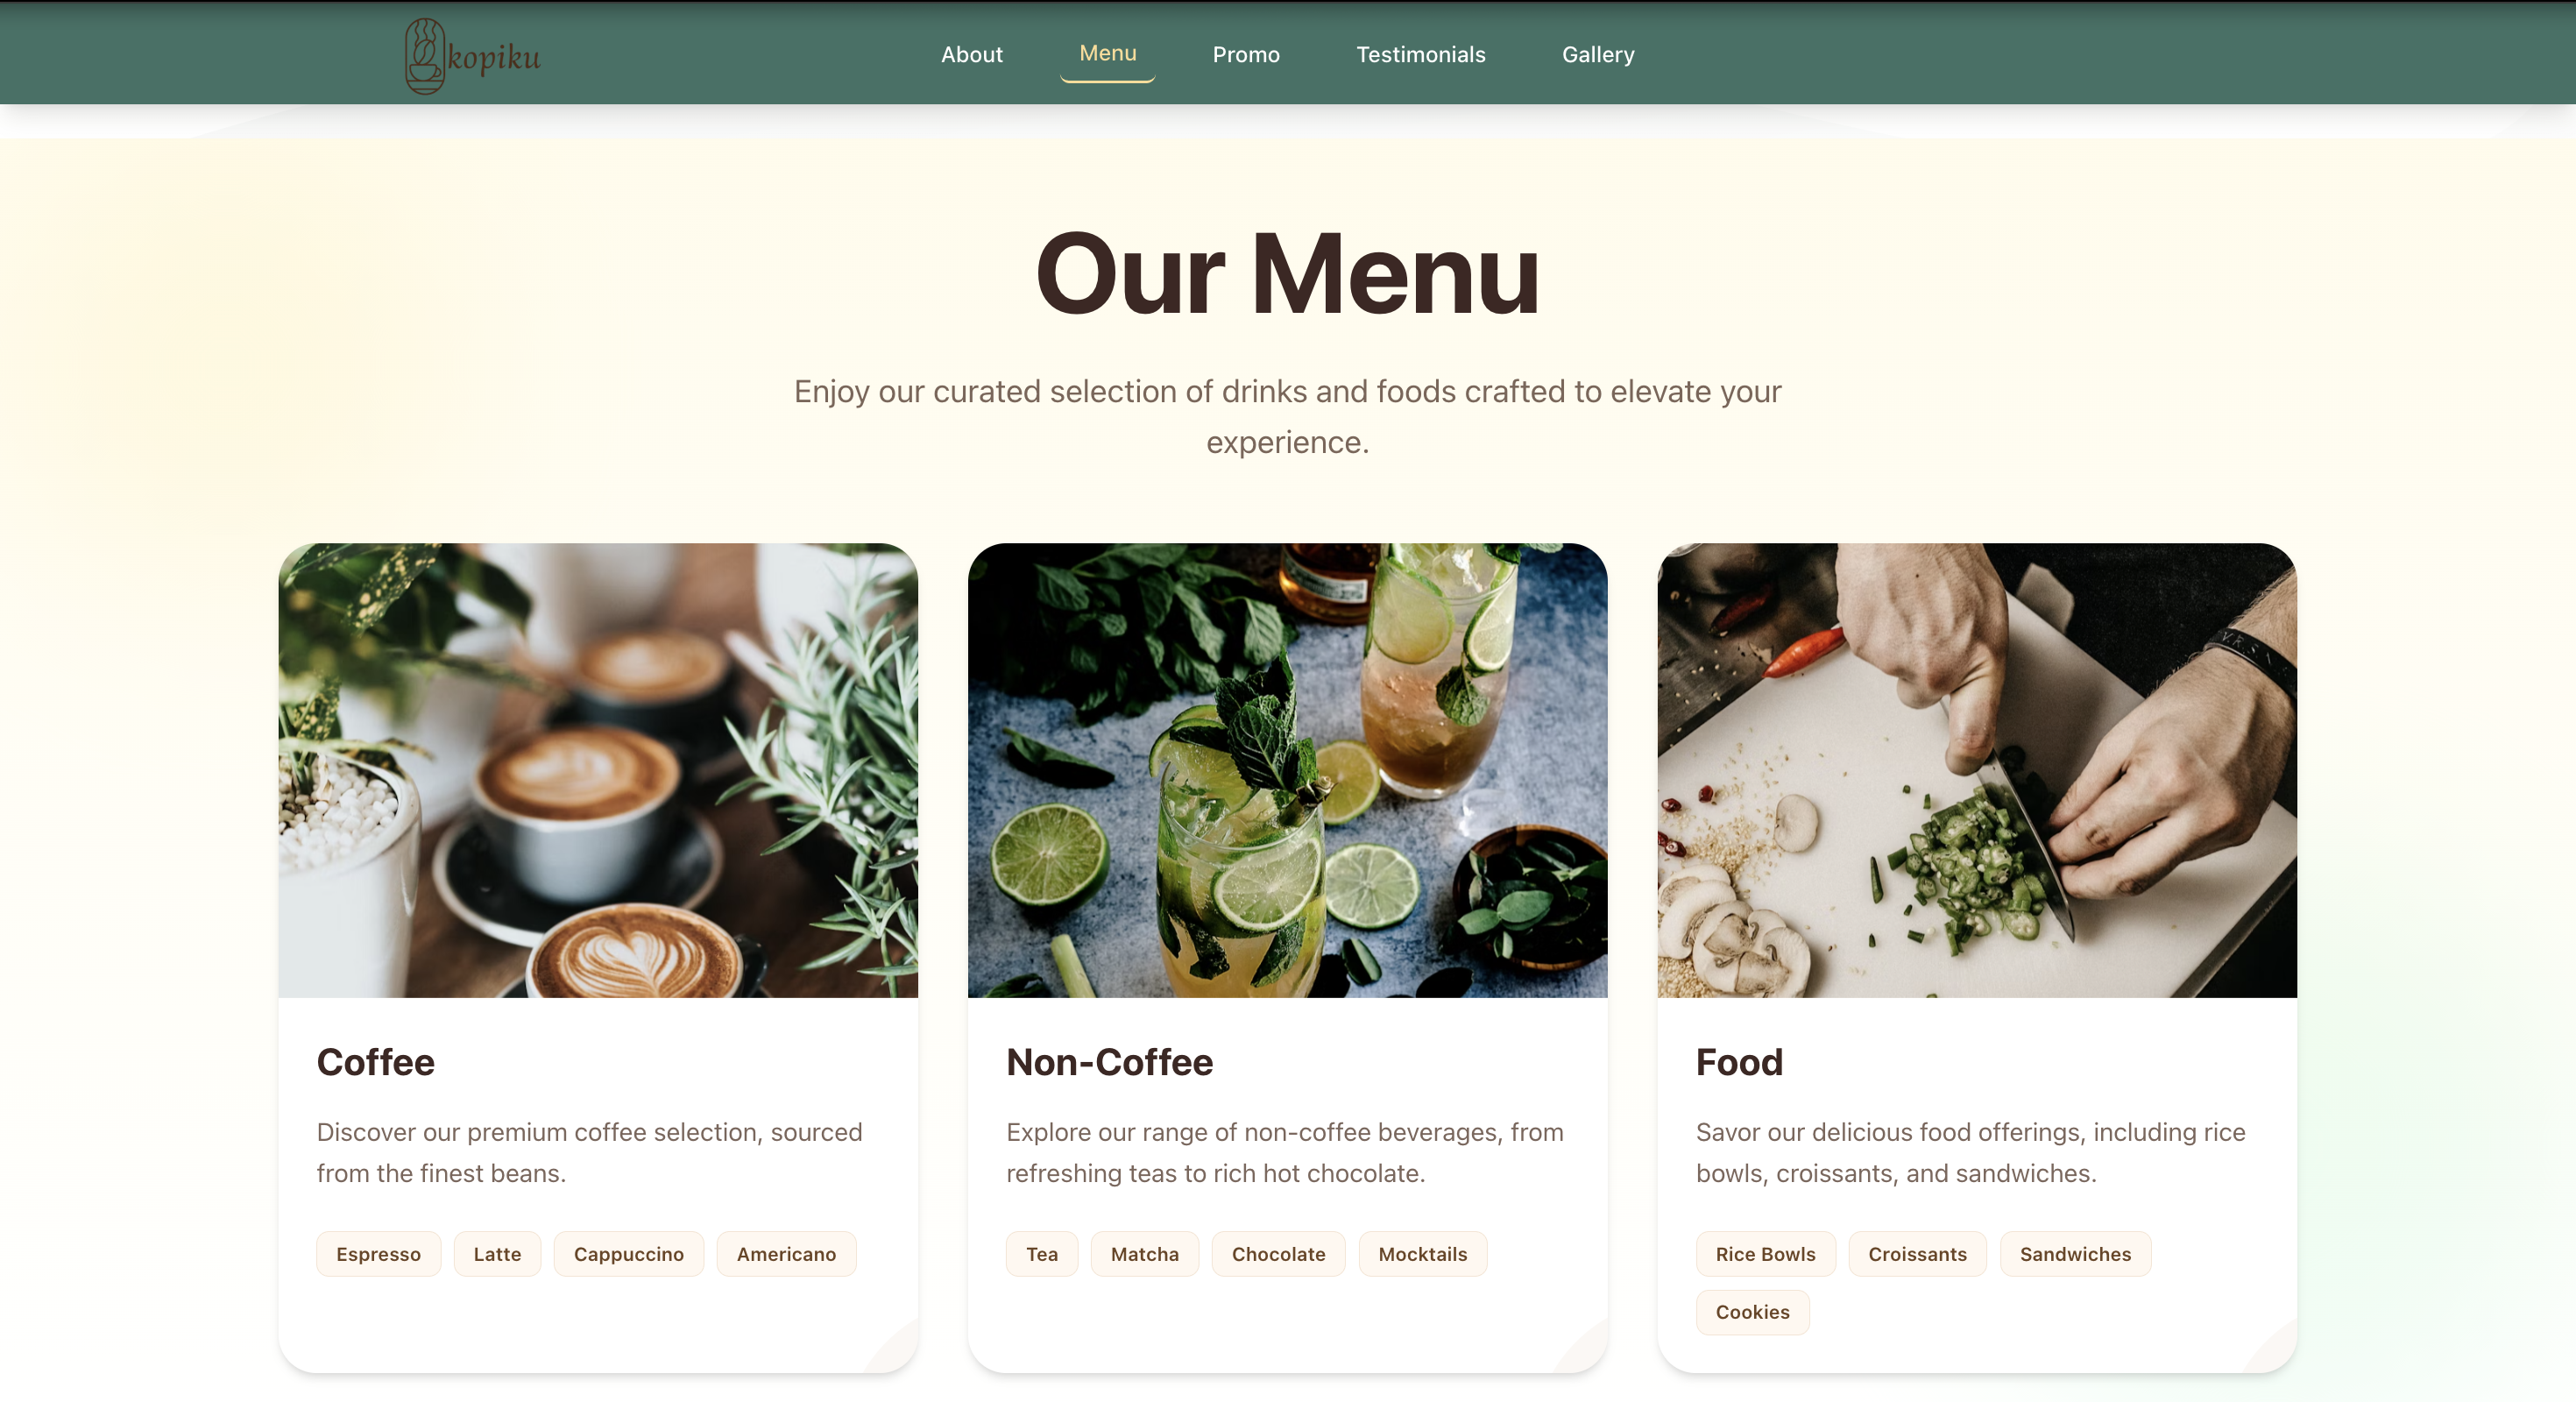 kopiku
About
Menu
Promo
Testimonials
Gallery
Our Menu
Enjoy our curated selection of drinks and foods crafted to elevate your
experience.
Coffee
Discover our premium coffee selection, sourced
from the finest beans.
Espresso
Latte
Cappuccino
Americano
Non-Coffee
Explore our range of non-coffee beverages, from
refreshing teas to rich hot chocolate.
Tea
Matcha
Chocolate
Mocktails
Food
Savor our delicious food offerings, including rice
bowls, croissants, and sandwiches.
Rice Bowls
Croissants
Sandwiches
Cookies